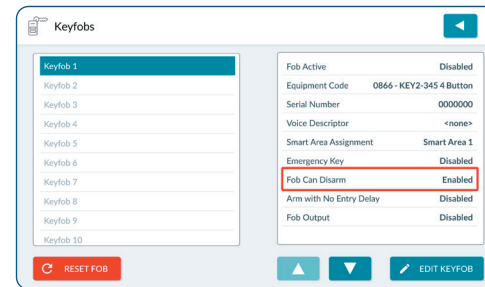 Keyfobs
Keyfob 1
Keyfob 2
Keyfob 3
Keyfob 4
Keyfob 5
Keyfob 6
Keyfob 7
Keyfob 8
Keyfob 9
Keyfob 10
RESET FOB
Fob Active Disabled
Equipment Code 0866 - KEY2-345 4 Button
Serial Number 0000000
Voice Descriptor <none>
Smart Area Assignment Smart Area 1
Emergency Key Disabled
Fob Can Disarm Enabled
Arm with No Entry Delay Disabled
Fob Output Disabled
EDIT KEYFOB